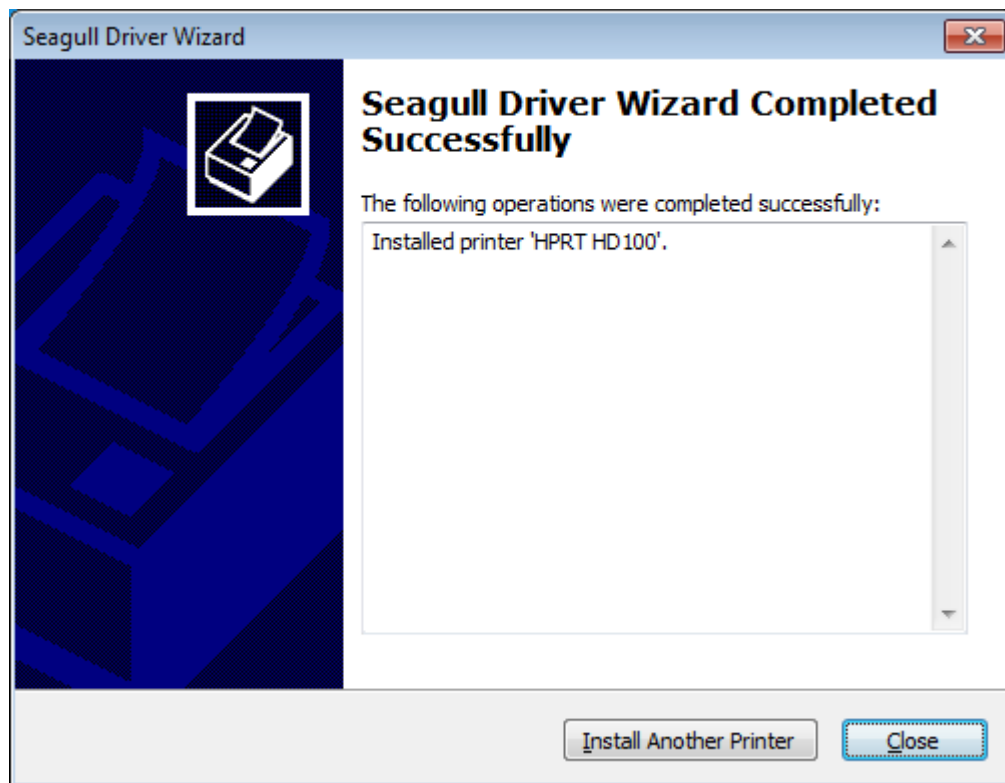 Seagull Driver Wizard
Seagull Driver Wizard Completed
Successfully
The following operations were completed successfully:
Installed printer 'HPRT HD100'.
Install Another Printer
Close